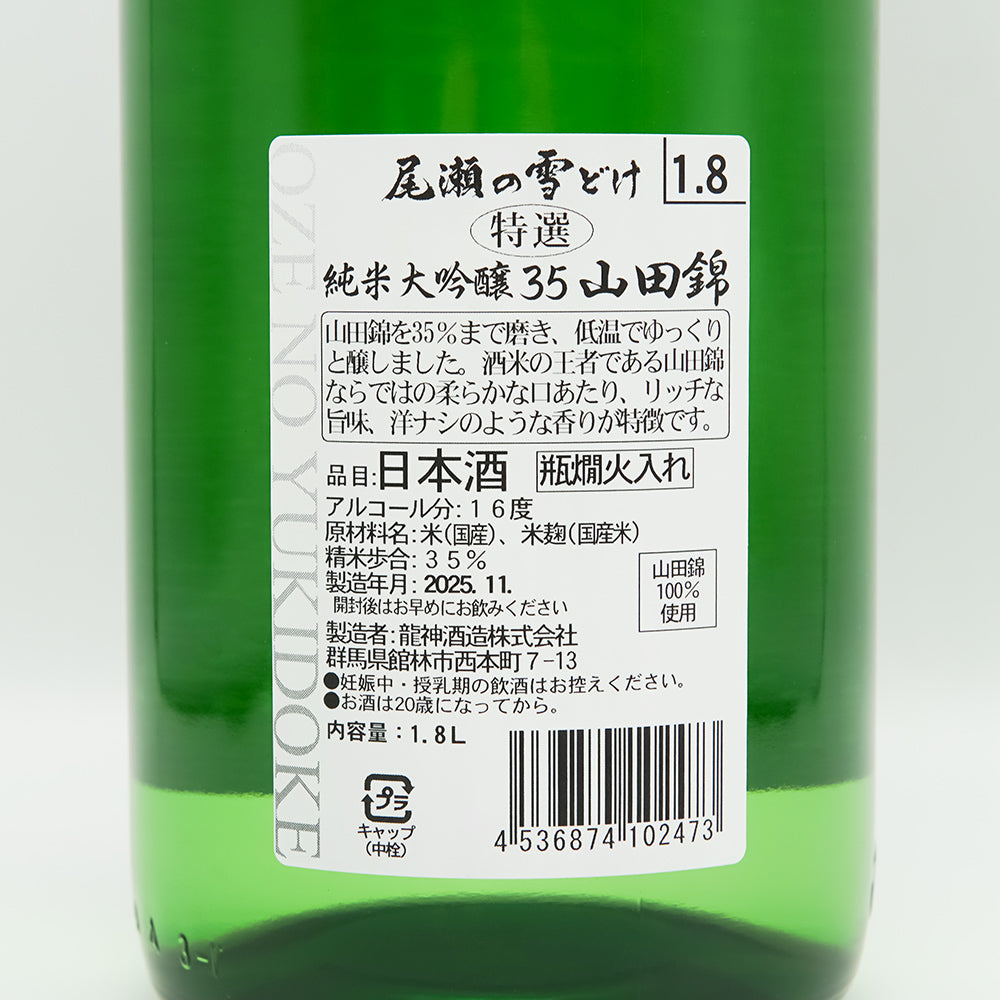 OZE NO YUKIDOKE
尾瀬の雪どけ
1.8
特選
純米大吟醸35 山田錦
山田錦を35%まで磨き、低温でゆっくり
と醸しました。酒米の王者である山田錦
ならではの柔らかな口あたり、リッチな
旨味、洋ナシのような香りが特徴です。
品目:日本酒 瓶燗火入れ
アルコール分:16度
原材料名:米(国産)、米麹(国産米)
精米歩合:35%
製造年月:2025.11.
開封後はお早めにお飲みください
山田錦
100%
使用
製造者:龍神酒造株式会社
群馬県館林市西本町7-13
●妊娠中・授乳期の飲酒はお控えください。
●お酒は20歳になってから。
内容量:1.8L
プラ
キャップ
(中栓)
4536874102473